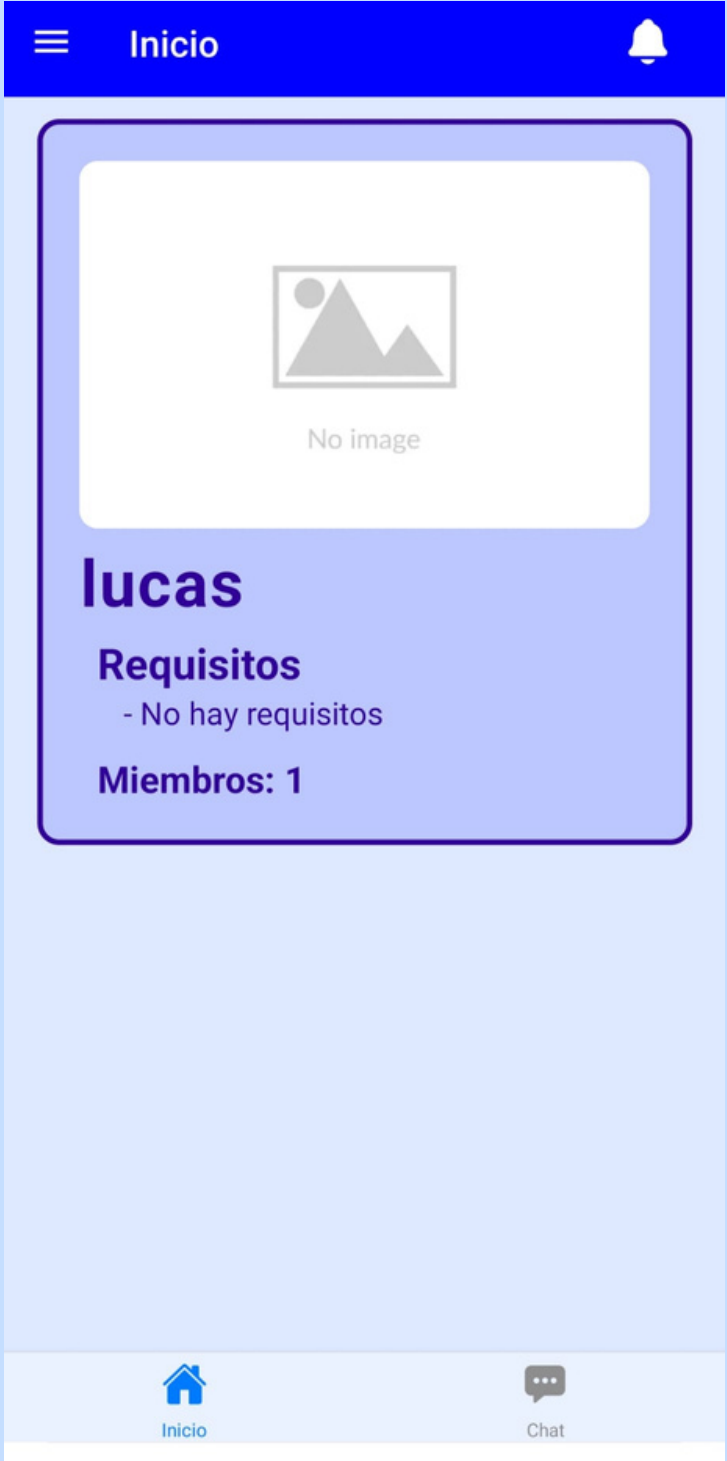 Inicio
No image
lucas
Requisitos
- No hay requisitos
Miembros: 1
Inicio
Chat